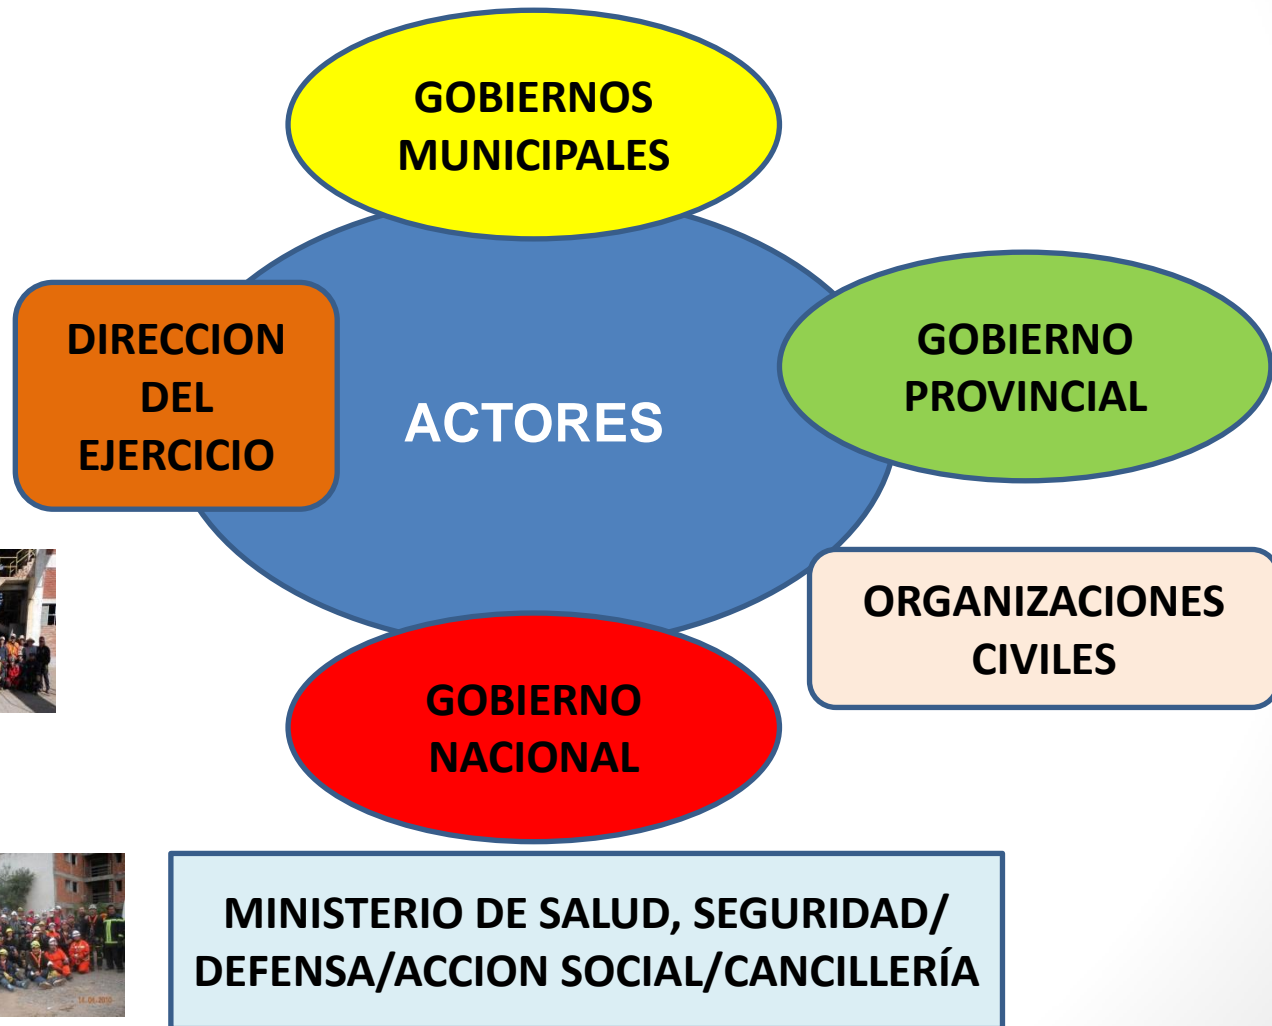 GOBIERNOS
MUNICIPALES
DIRECCION
DEL
EJERCICIO
ACTORES
GOBIERNO
PROVINCIAL
ORGANIZACIONES
CIVILES
GOBIERNO
NACIONAL
MINISTERIO DE SALUD, SEGURIDAD/
DEFENSA/ACCION SOCIAL/CANCILLERÍA